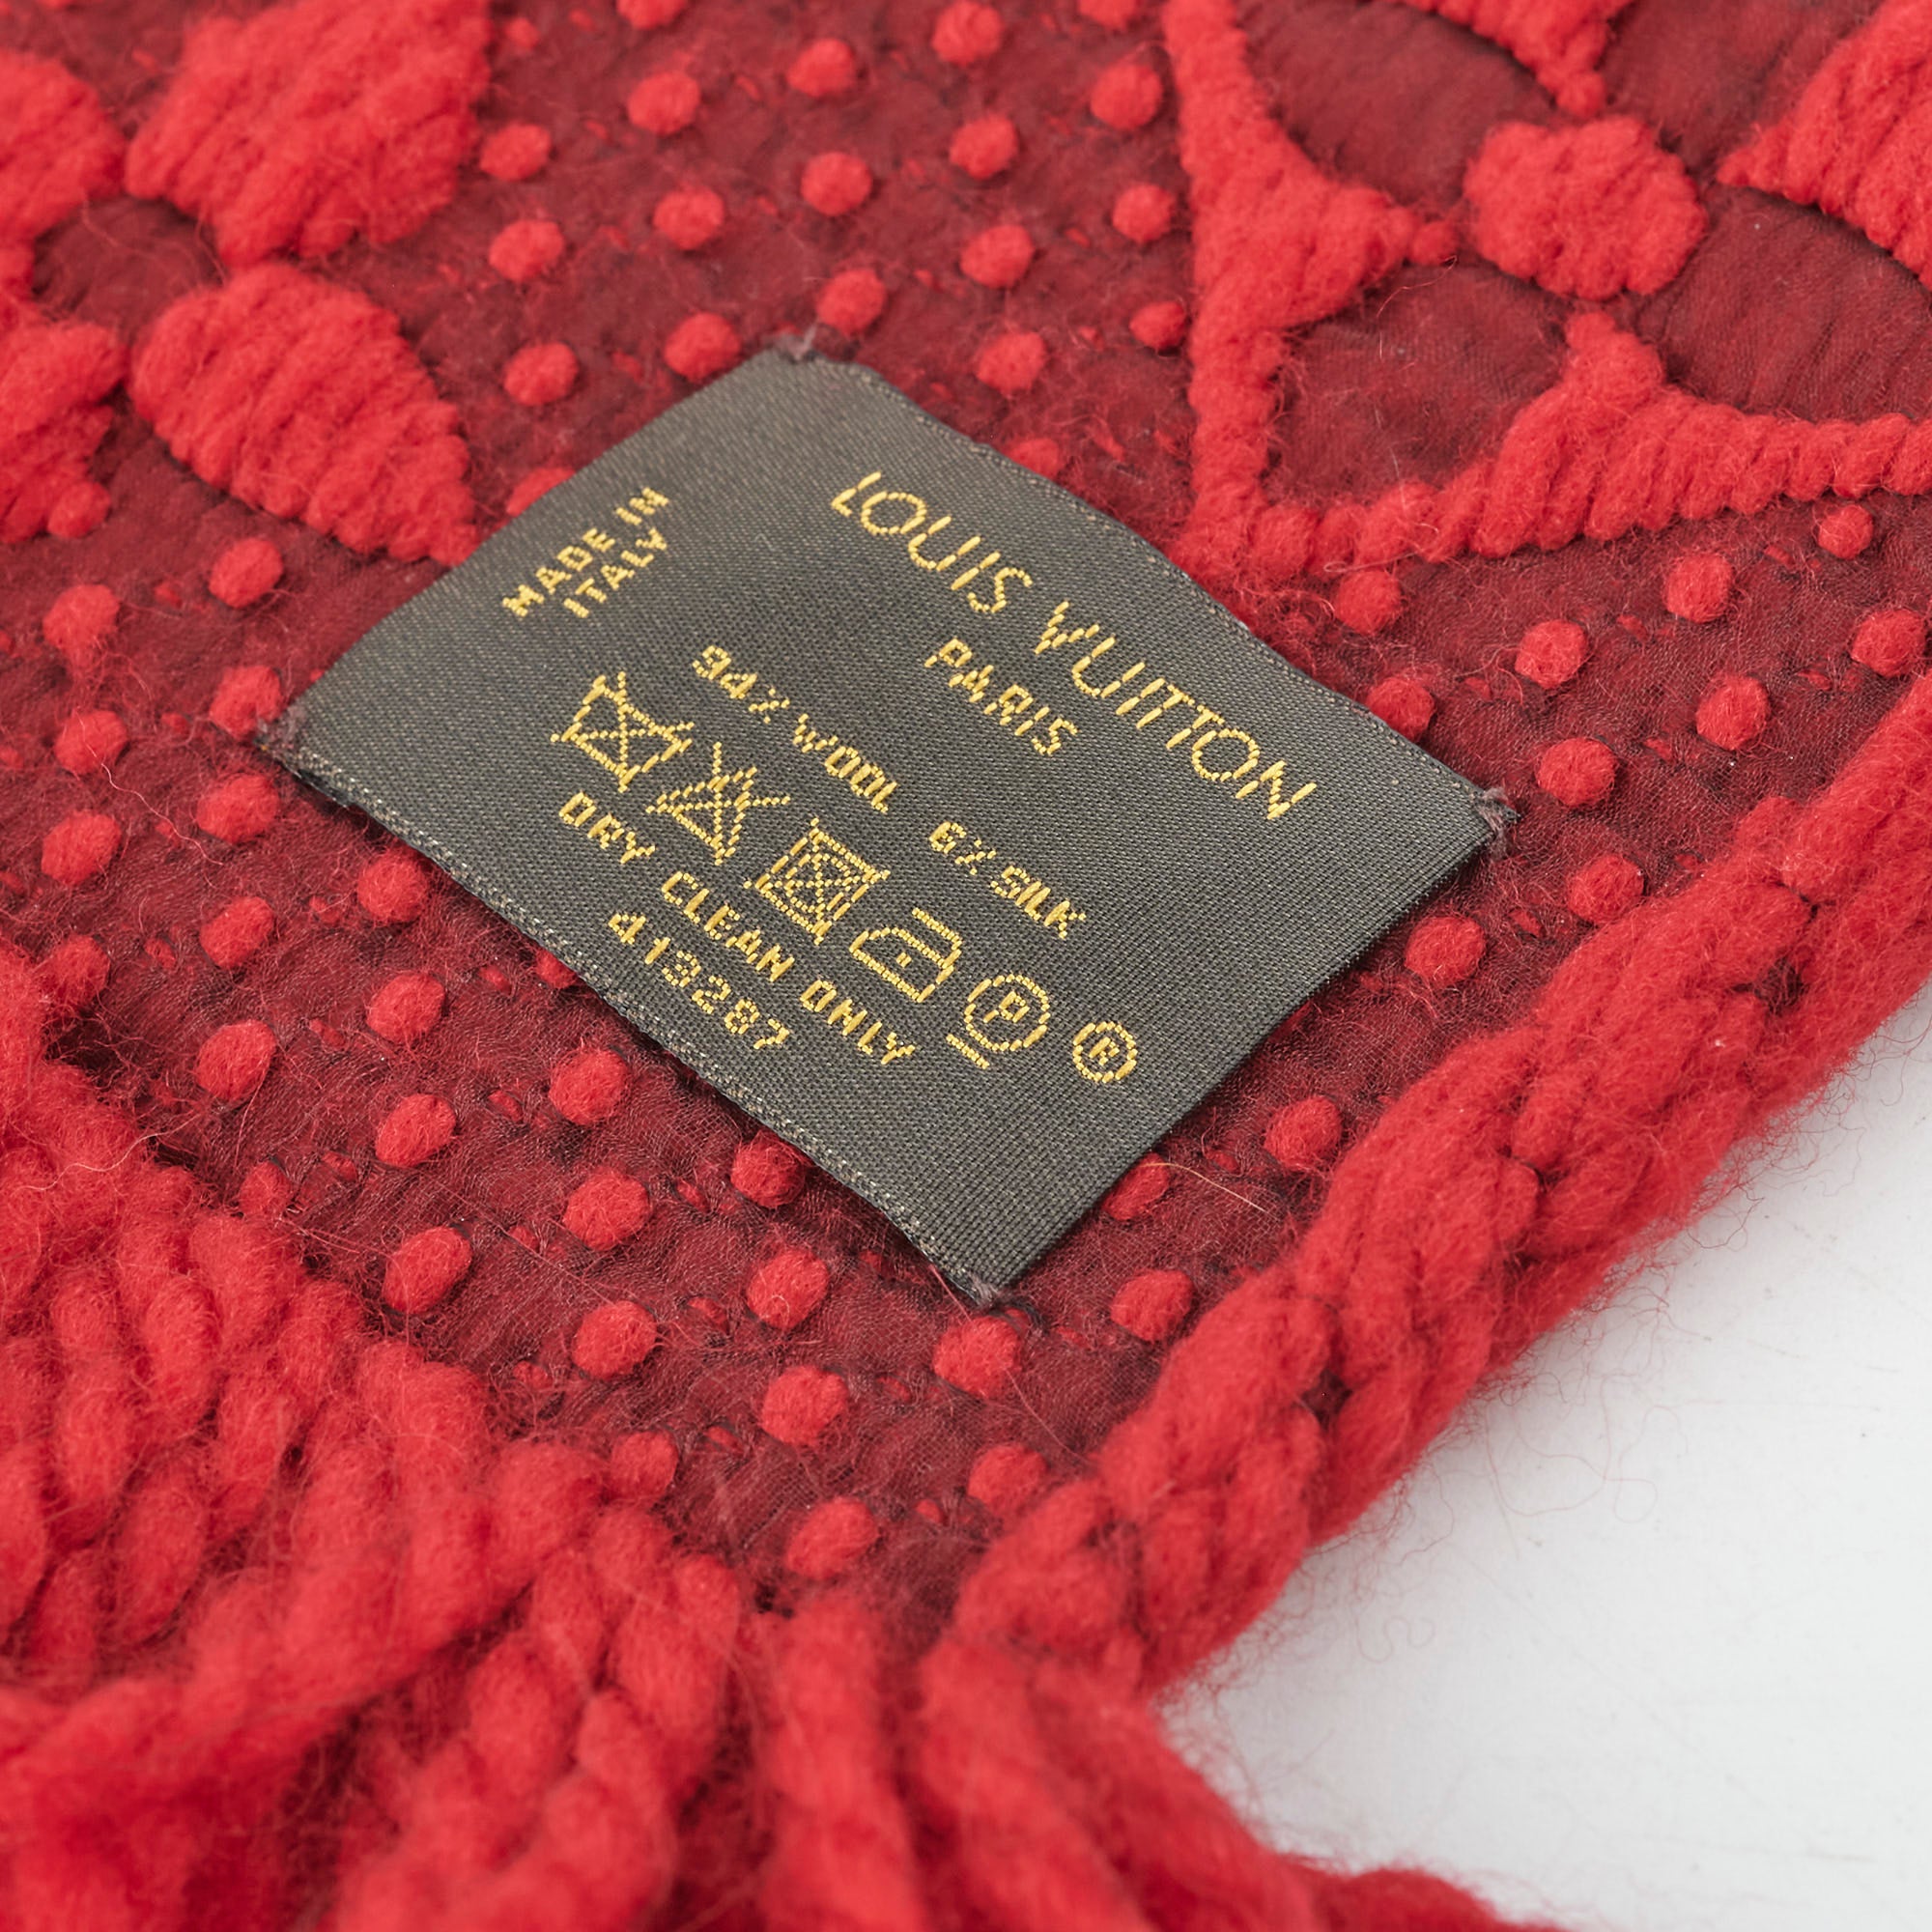 LOUIS VUITTON
PARIS
MADE IN
ITALY
94% WOOL 6% SILK
P ®
DRY CLEAN ONLY
413287